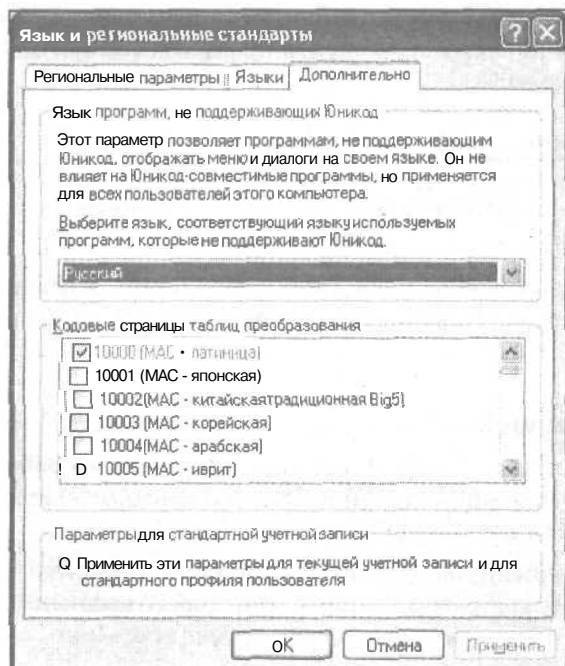 Язык и региональные стандарты
Региональные параметры Языки Дополнительно
Язык программ, не поддерживающих Юникод
Этот параметр позволяет программам, не поддерживающим
Юникод, отображать меню и диалоги на своем языке. Он не
влияет на Юникод-совместимые программы, но применяется
для всех пользователей этого компьютера.
Выберите язык, соответствующий языку используемых
программ, которые не поддерживают Юникод.
Русский
Кодовые страницы таблиц преобразования
10000 (MAC • латиница)
10001 (MAC - японская)
10002(MAC - китайскаятрадиционная Big5)
10003 (MAC - корейская)
10004(MAC - арабская)
! D 10005 (MAC - иврит)
Параметры для стандартной учетной записи
Q Применить эти параметры для текущей учетной записи и для
стандартного профиля пользователя
оК Отмена Применить